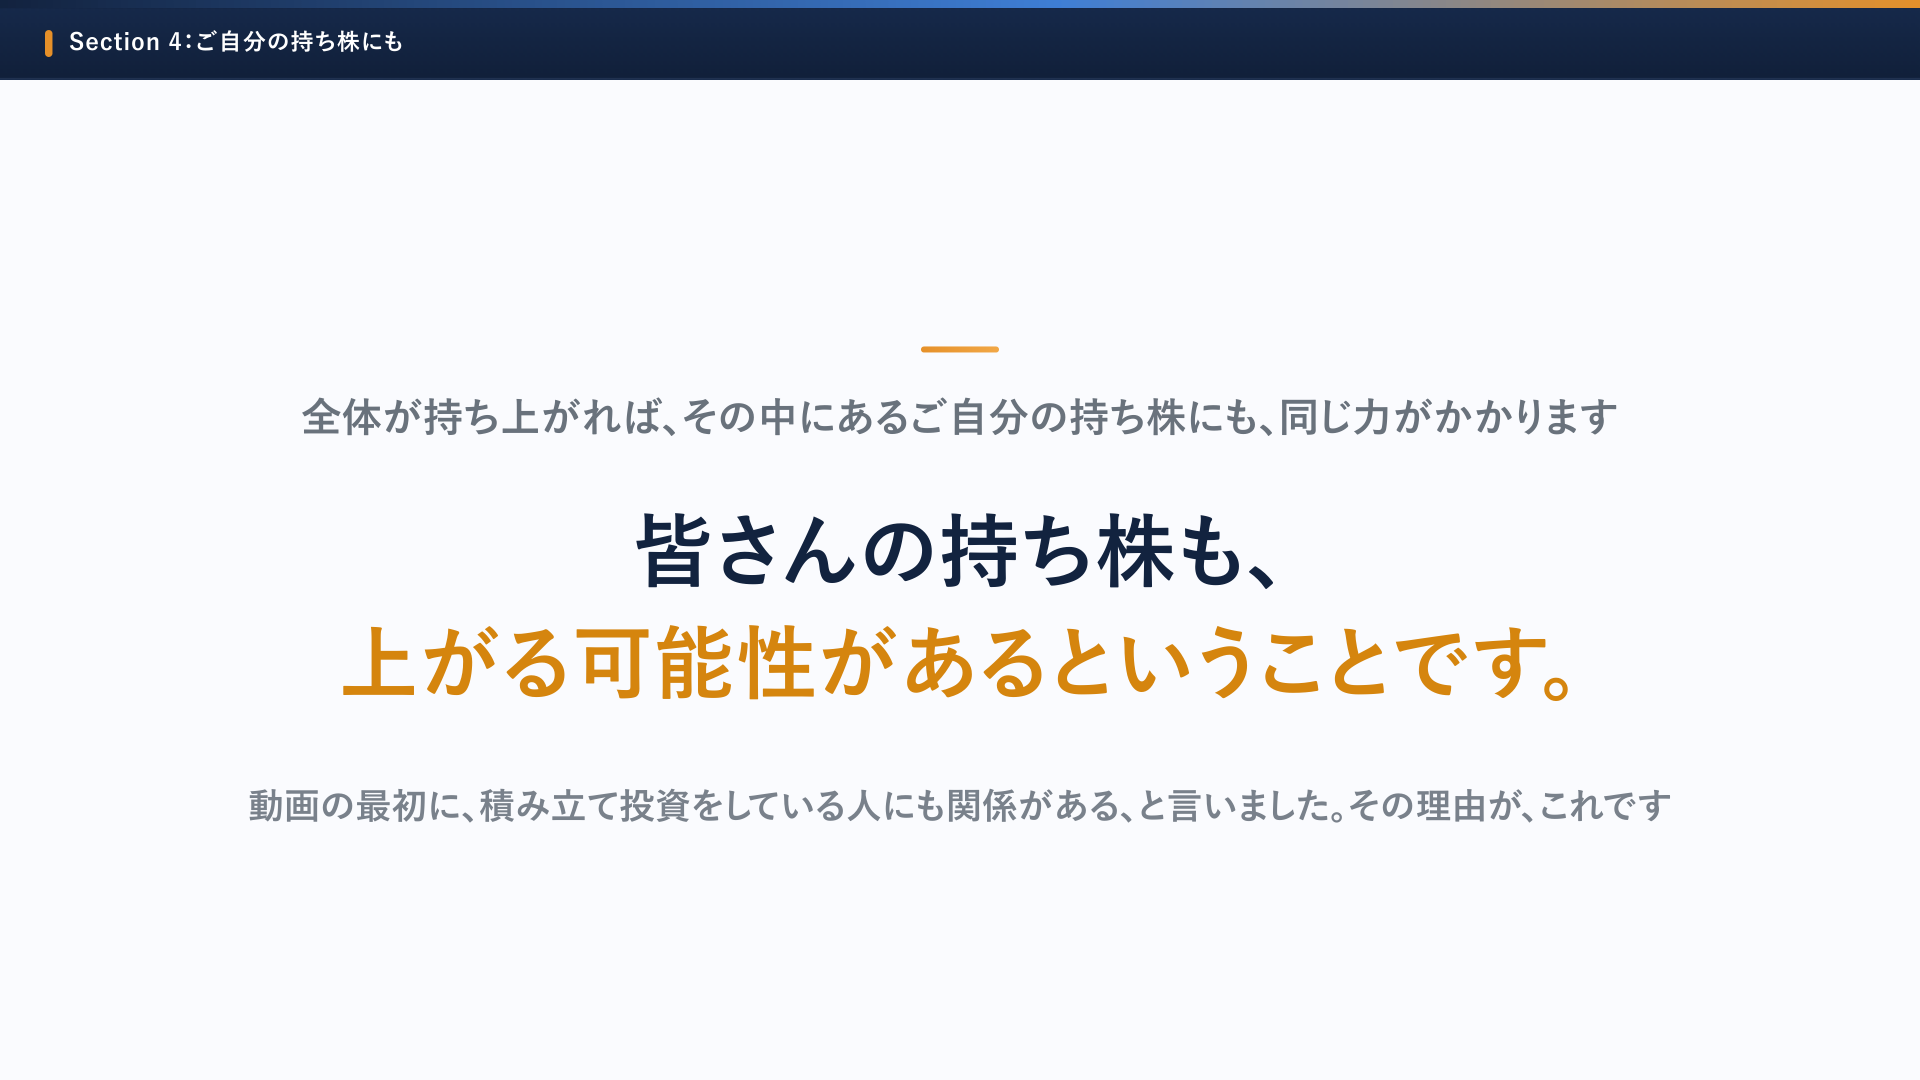 Section 4：ご自分の持ち株にも
全体が持ち上がれば、その中にあるご自分の持ち株にも、同じ力がかかります
皆さんの持ち株も、
上がる可能性があるということです。
動画の最初に、積み立て投資をしている人にも関係がある、と言いました。その理由が、これです